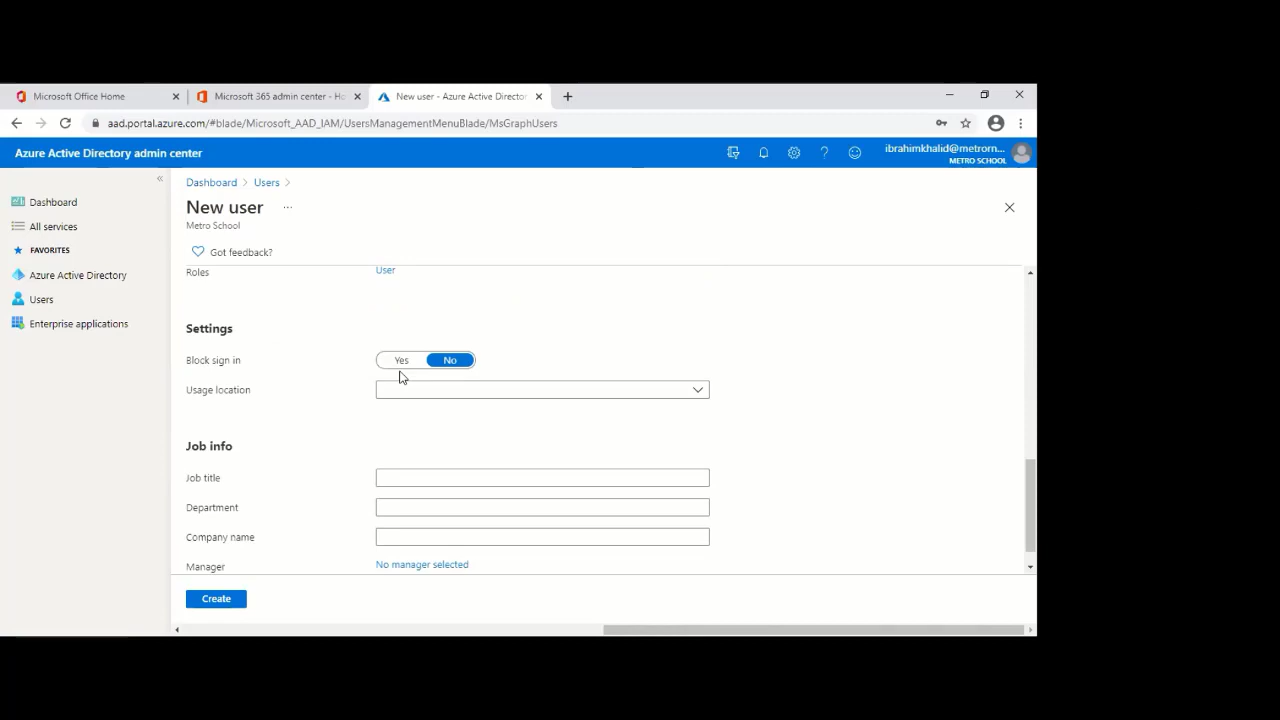 Microsoft Office Home
Microsoft 365 admin center - Ho
New user - Azure Active Director
aad.portal.azure.com/#blade/Microsoft_AAD_IAM/UsersManagementMenuBlade/MsGraphUsers
Azure Active Directory admin center
ibrahimkhalid@metrorn...
METRO SCHOOL
Dashboard
All services
FAVORITES
Azure Active Directory
Users
Enterprise applications
Dashboard > Users >
New user ...
Metro School
Got feedback?
Roles User
Settings
Block sign in Yes No
Usage location
Job info
Job title
Department
Company name
Manager No manager selected
Create